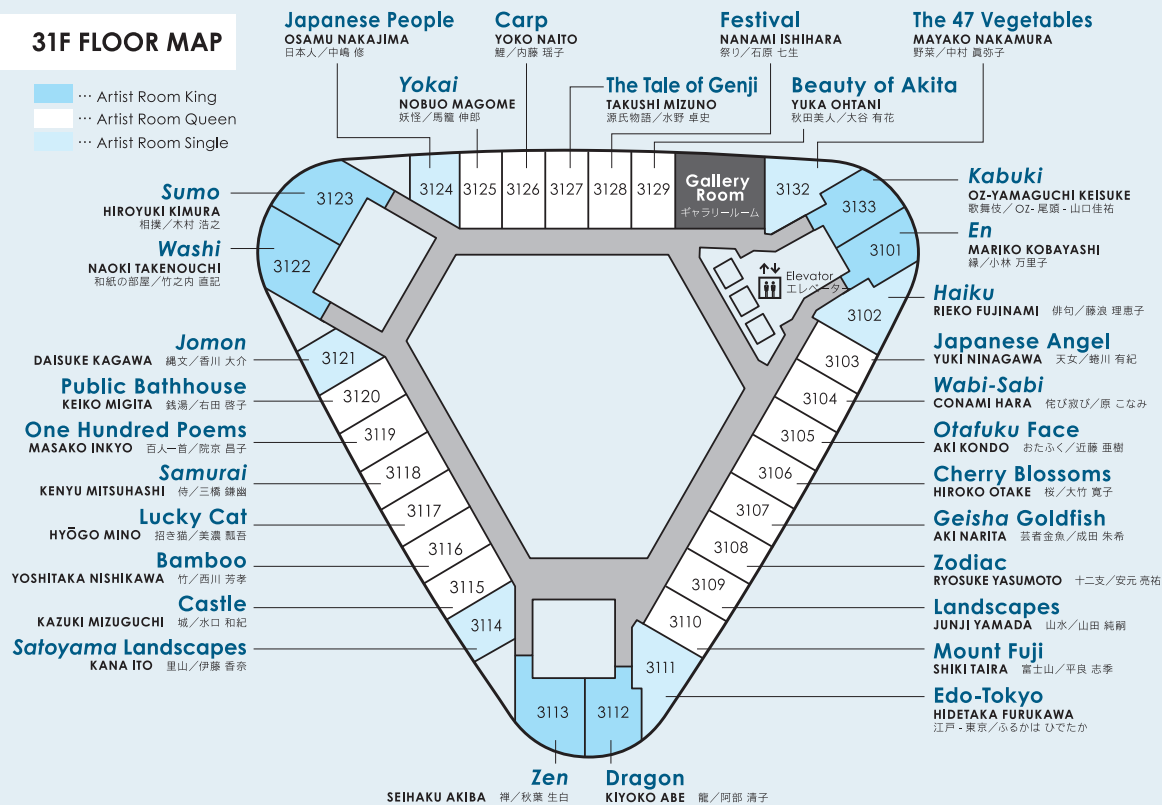 31F FLOOR MAP
… Artist Room King
… Artist Room Queen
… Artist Room Single
Japanese People
OSAMU NAKAJIMA
日本人／中嶋 修
Carp
YOKO NAITO
鯉／内藤 瑶子
Festival
NANAMI ISHIHARA
祭り／石原 七生
The 47 Vegetables
MAYAKO NAKAMURA
野菜／中村 眞弥子
Yokai
NOBUO MAGOME
妖怪／馬籠 伸郎
The Tale of Genji
TAKUSHI MIZUNO
源氏物語／水野 卓史
Beauty of Akita
YUKA OHTANI
秋田美人／大谷 有花
Sumo
HIROYUKI KIMURA
相撲／木村 浩之
Washi
NAOKI TAKENOUCHI
和紙の部屋／竹之内 直記
Jomon
DAISUKE KAGAWA 縄文／香川 大介
Public Bathhouse
KEIKO MIGITA 銭湯／右田 啓子
One Hundred Poems
MASAKO INKYO 百人一首／院京 昌子
Samurai
KENYU MITSUHASHI 侍／三橋 鎌幽
Lucky Cat
HYŌGO MINO 招き猫／美濃 瓢吾
Bamboo
YOSHITAKA NISHIKAWA 竹／西川 芳孝
Castle
KAZUKI MIZUGUCHI 城／水口 和紀
Satoyama Landscapes
KANA ITO 里山／伊藤 香奈
3124
3125
3126
3127
3128
3129
Gallery
Room
ギャラリールーム
3132
3133
3101
3102
3103
3104
3105
3106
3107
3108
3109
3110
3111
3112
3113
3114
3115
3116
3117
3118
3119
3120
3121
3122
3123
Elevator
エレベーター
Kabuki
OZ-YAMAGUCHI KEISUKE
歌舞伎／OZ- 尾頭 - 山口佳祐
En
MARIKO KOBAYASHI
縁／小林 万里子
Haiku
RIEKO FUJINAMI 俳句／藤浪 理恵子
Japanese Angel
YUKI NINAGAWA 天女／蜷川 有紀
Wabi-Sabi
CONAMI HARA 侘び寂び／原 こなみ
Otafuku Face
AKI KONDO おたふく／近藤 亜樹
Cherry Blossoms
HIROKO OTAKE 桜／大竹 寛子
Geisha Goldfish
AKI NARITA 芸者金魚／成田 朱希
Zodiac
RYOSUKE YASUMOTO 十二支／安元 亮祐
Landscapes
JUNJI YAMADA 山水／山田 純嗣
Mount Fuji
SHIKI TAIRA 富士山／平良 志季
Edo-Tokyo
HIDETAKA FURUKAWA
江戸 - 東京／ふるかは ひでたか
Zen
SEIHAKU AKIBA 禅／秋葉 生白
Dragon
KIYOKO ABE 龍／阿部 清子